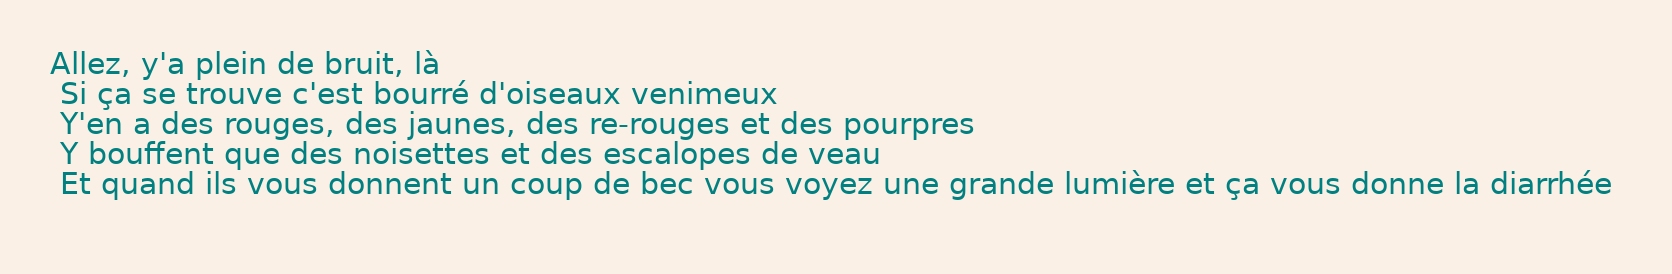 Allez, y'a plein de bruit, là
Si ça se trouve c'est bourré d'oiseaux venimeux
Y'en a des rouges, des jaunes, des re-rouges et des pourpres
Y bouffent que des noisettes et des escalopes de veau
Et quand ils vous donnent un coup de bec vous voyez une grande lumière et ça vous donne la diarrhée